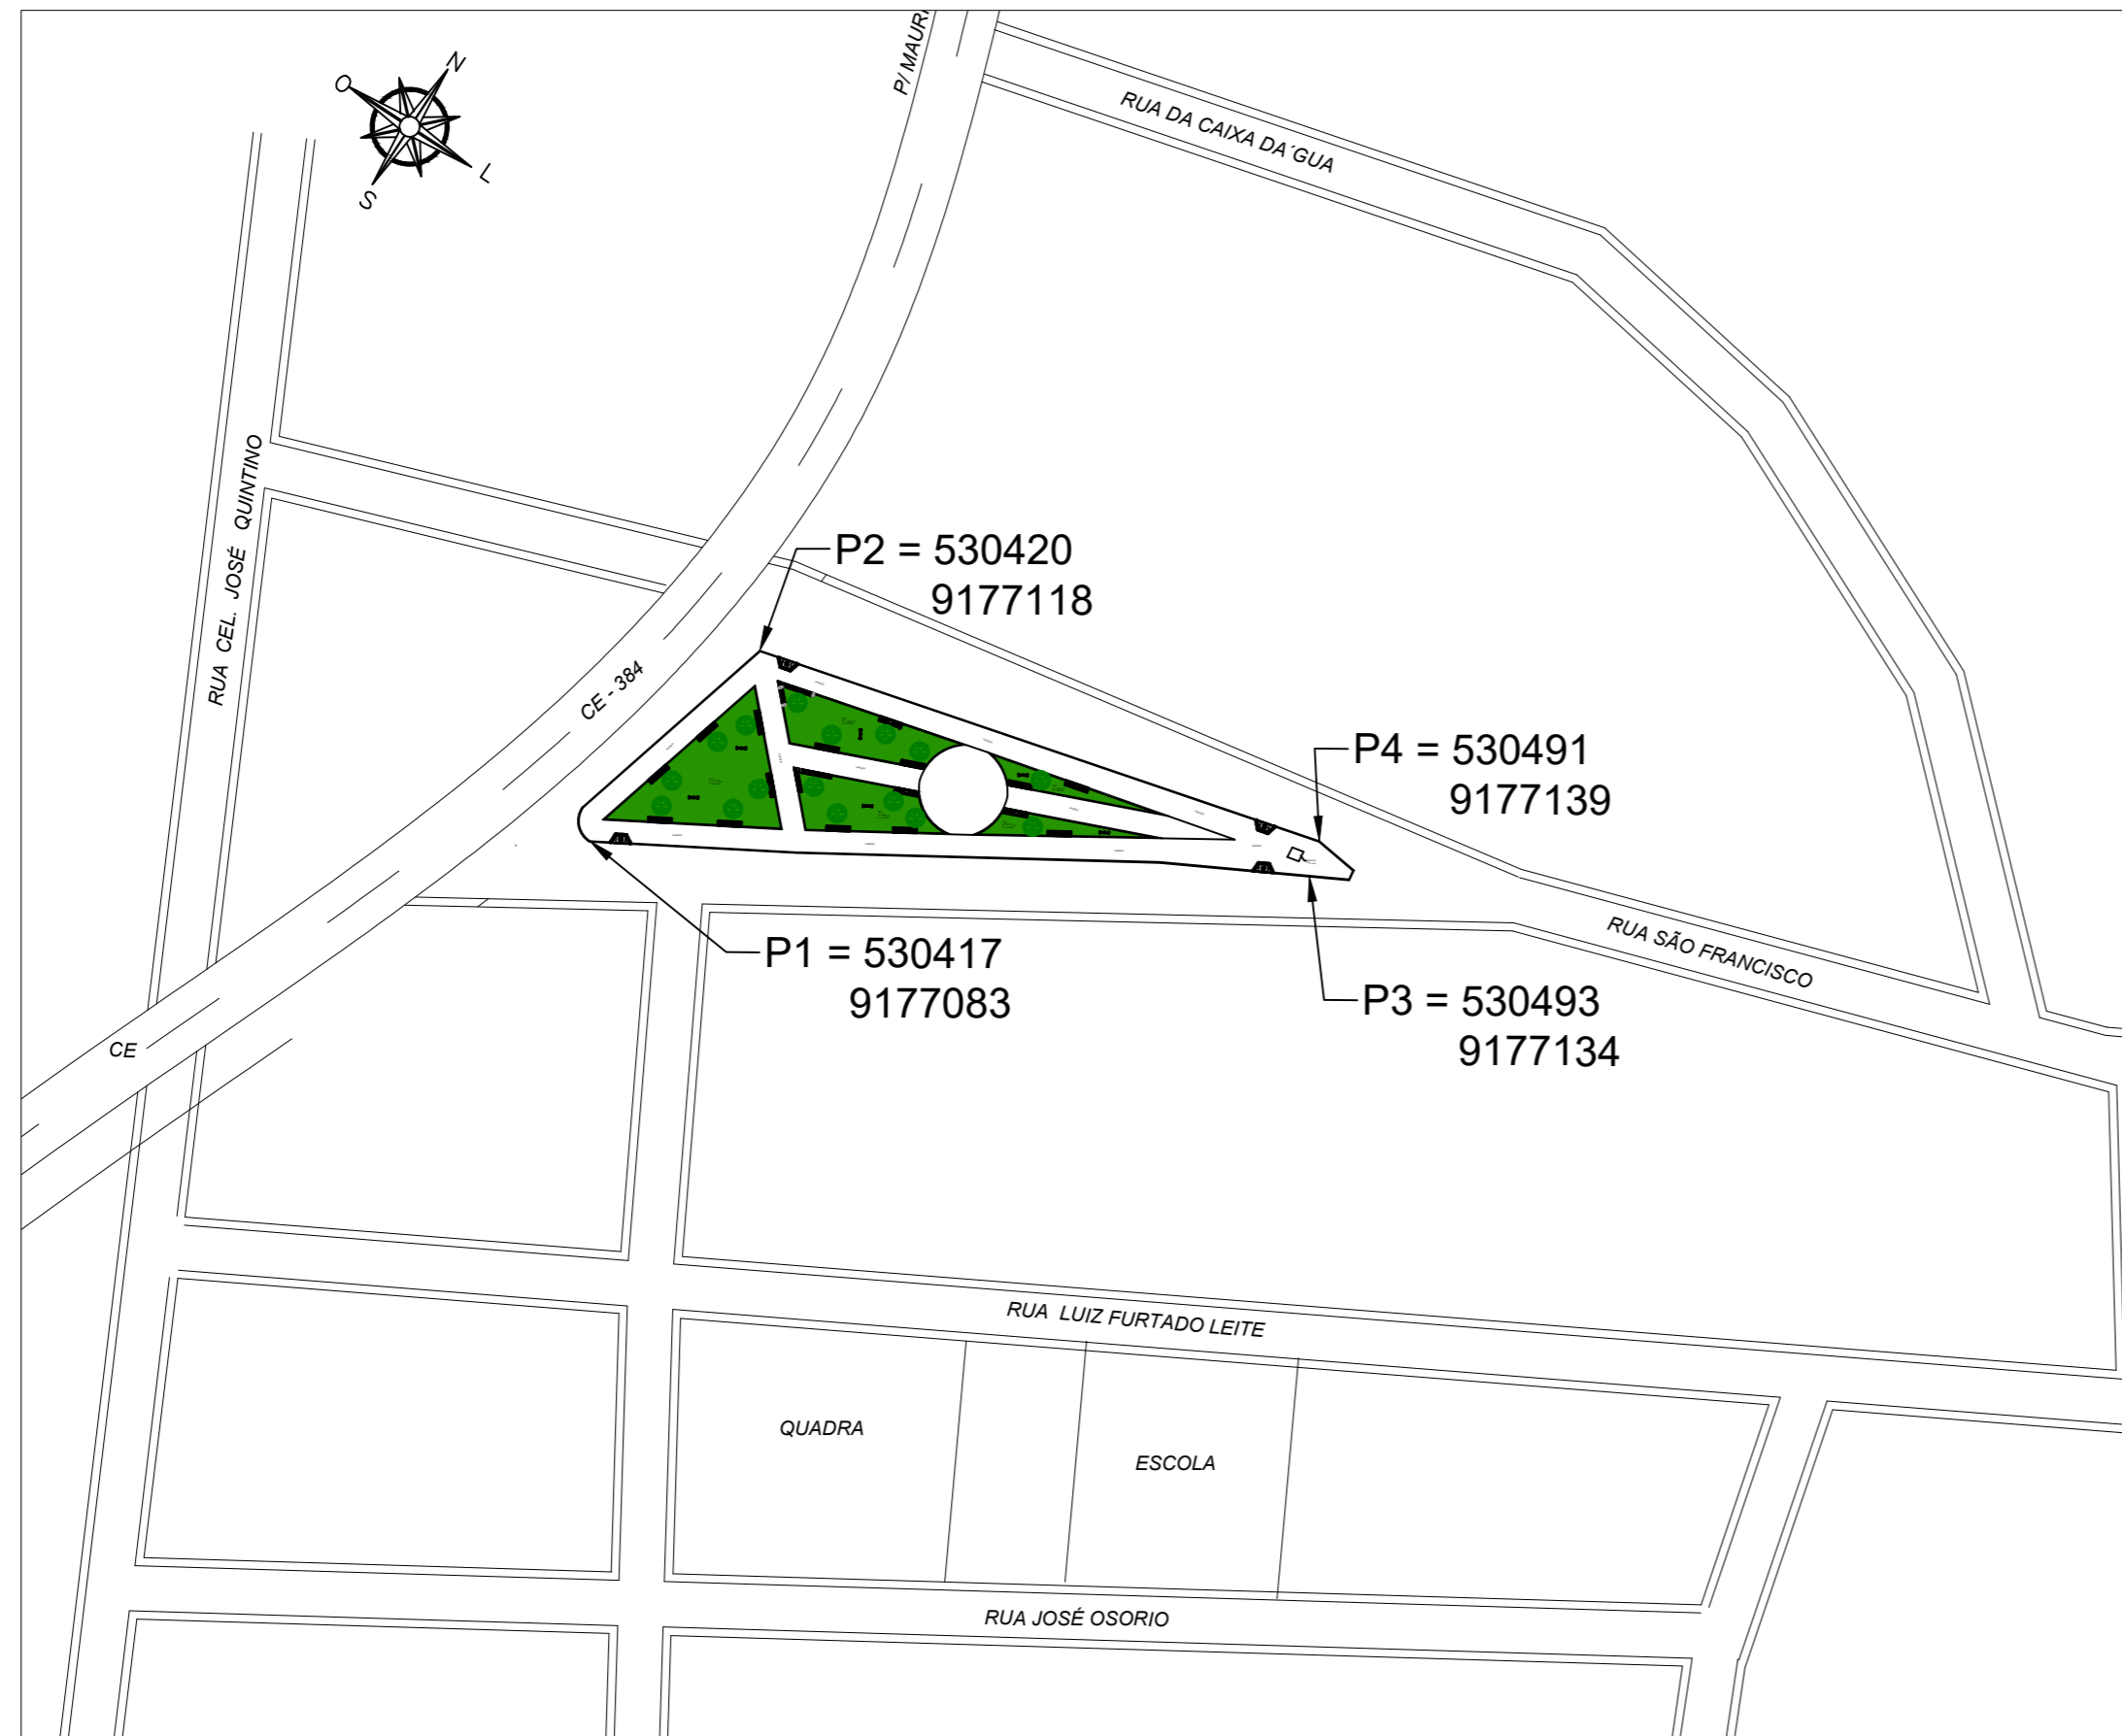 P/ MAURI
N
O
L
S
RUA DA CAIXA DA´GUA
RUA CEL. JOSÉ QUINTINO
P2 = 530420
9177118
CE - 384
P4 = 530491
9177139
P1 = 530417
9177083
RUA SÃO FRANCISCO
P3 = 530493
9177134
CE
RUA LUIZ FURTADO LEITE
QUADRA
ESCOLA
RUA JOSÉ OSORIO